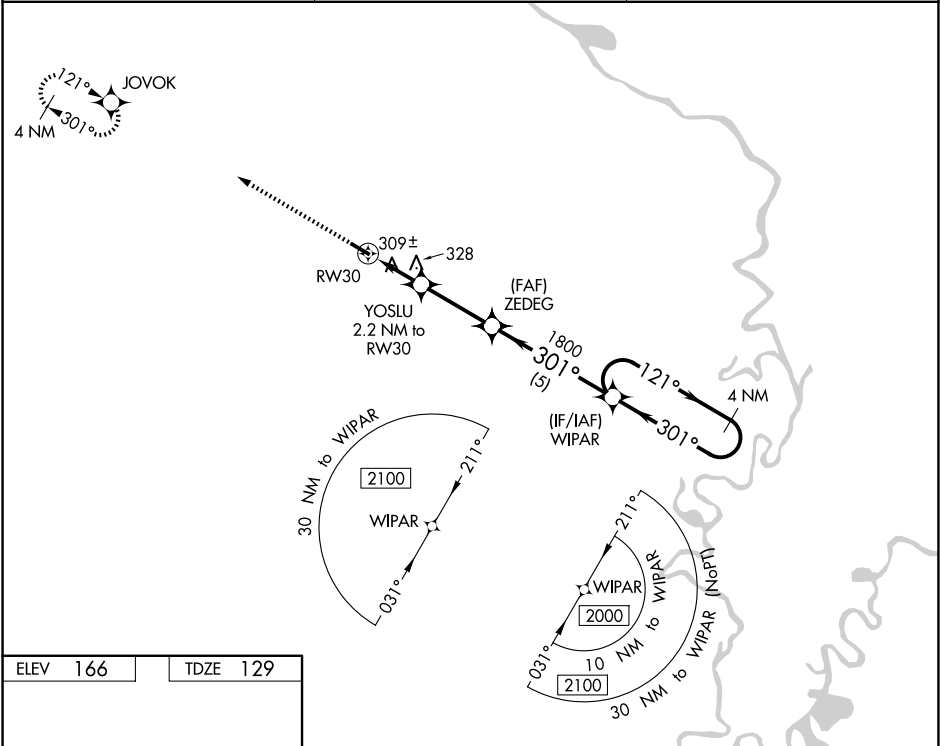 121°
JOVOK
4 NM
301°
309±
328
RW30
(FAF)
ZEDEG
YOSLU
2.2 NM to
RW30
1800
301°
(5)
121°
4 NM
(IF/IAF)
WIPAR
301°
30 NM to WIPAR
2100
211°
WIPAR
031°
211°
WIPAR
2000
10 NM to WIPAR
031°
2100
30 NM to WIPAR (NoPT)
ELEV 166
TDZE 129